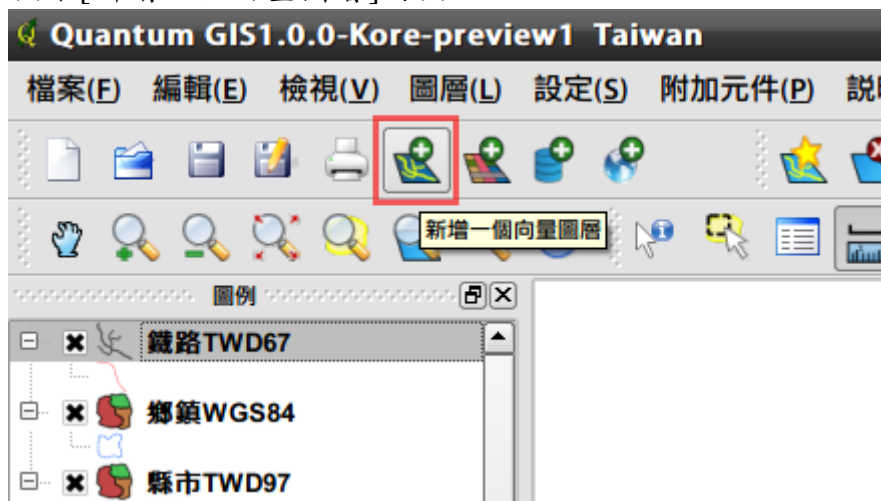 Quantum GIS1.0.0-Kore-preview1 Taiwan
檔案(F) 編輯(E) 檢視(V) 圖層(L) 設定(S) 附加元件(P)
新增一個向量圖層
圖例
鐵路TWD67
鄉鎮WGS84
縣市TWD97